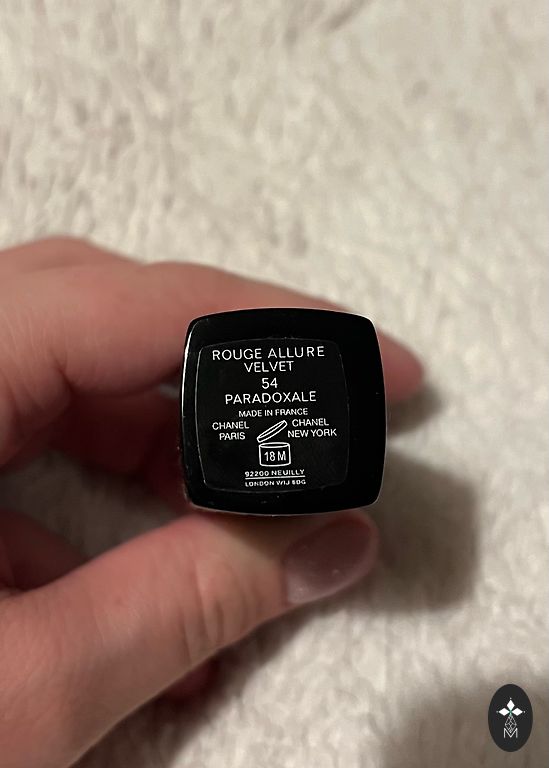 ROUGE ALLURE
VELVET
54
PARADOXALE
MADE IN FRANCE
CHANEL CHANEL
PARIS NEW YORK
18 M
92200 NEUILLY
LONDON W1J 6DG
M